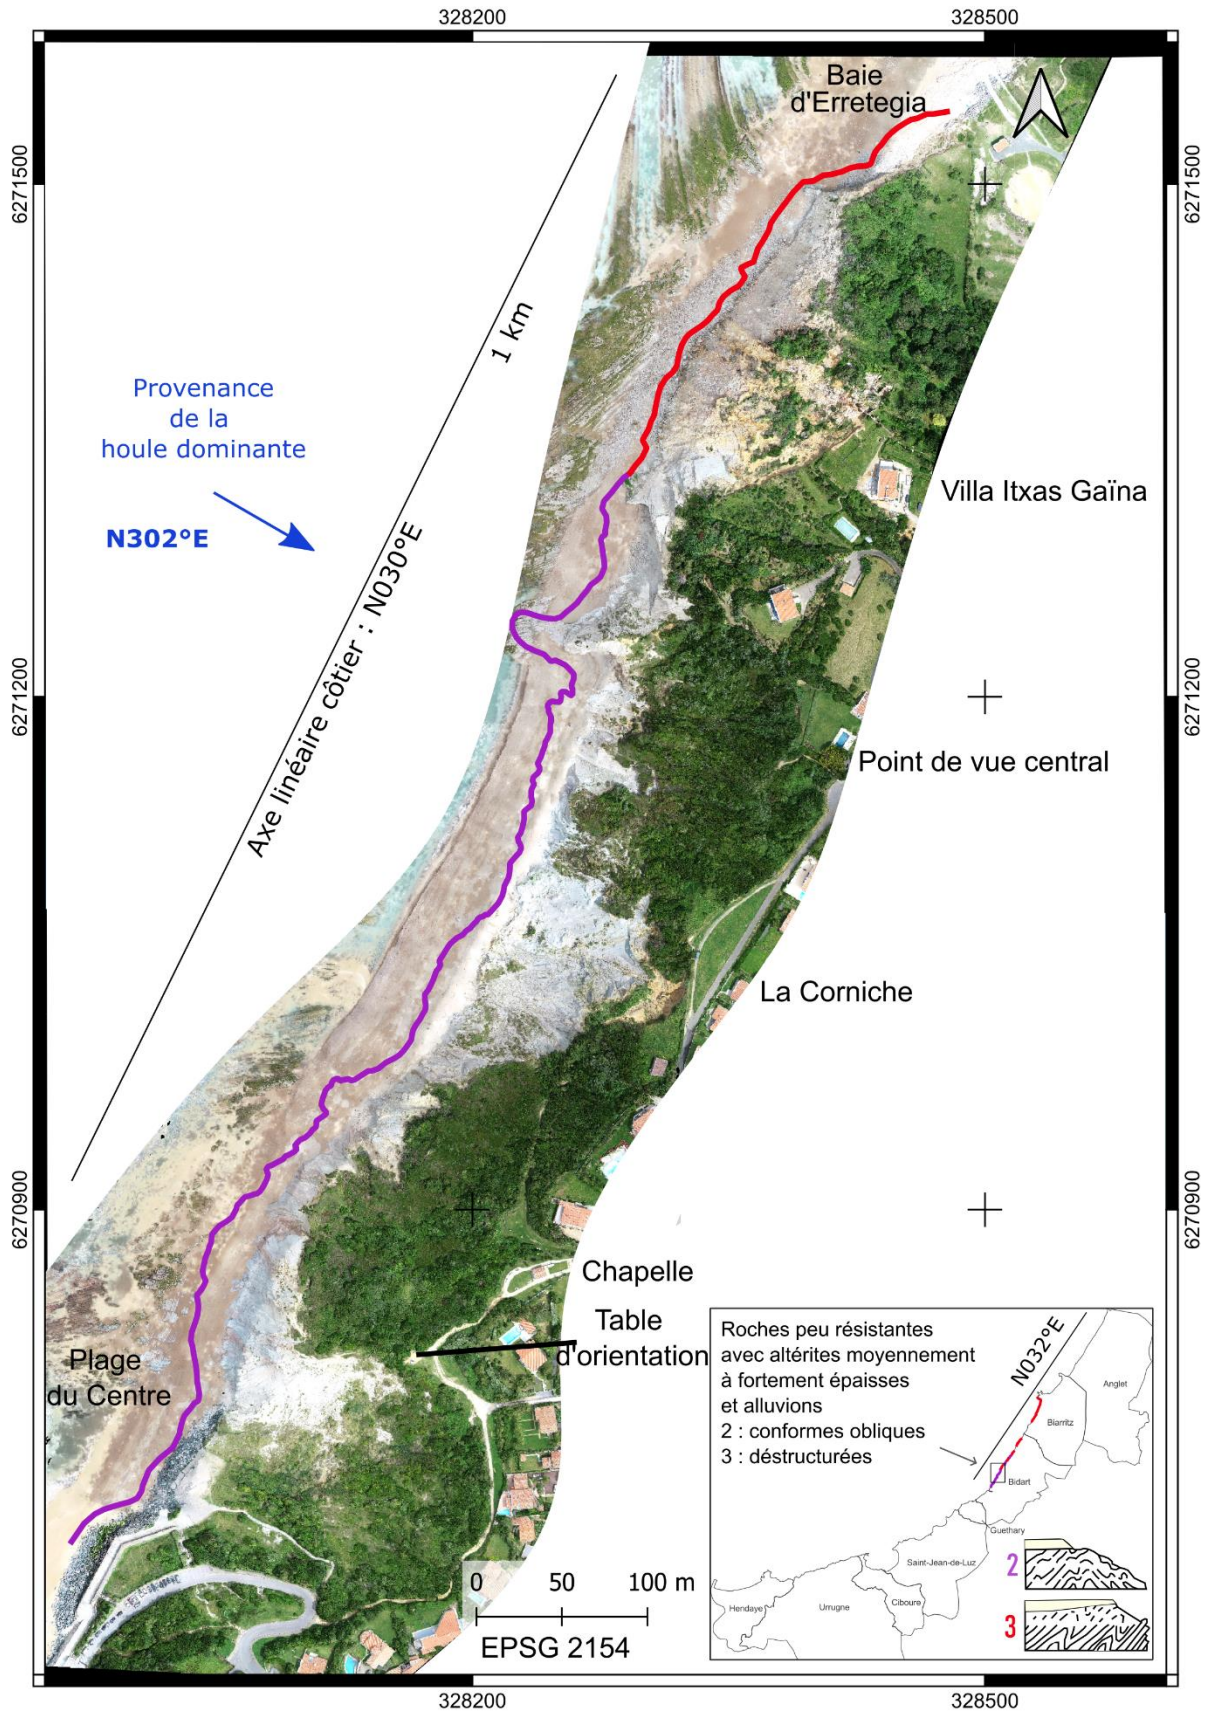 328200
328500
Baie
d'Erretegia
6271500
6271500
1 km
Provenance
de la
houle dominante
N302°E
Villa Itxas Gaïna
Axe linéaire côtier : N030°E
6271200
6271200
Point de vue central
La Corniche
6270900
6270900
Chapelle
Table
d'orientation
Plage
du Centre
Roches peu résistantes
avec altérites moyennement
à fortement épaisses
et alluvions
2 : conformes obliques
3 : déstructurées
N032°E
Anglet
Biarritz
Bidart
Guethary
Saint-Jean-de-Luz
Ciboure
Urrugne
Hendaye
2
3
0 50 100 m
EPSG 2154
328200
328500